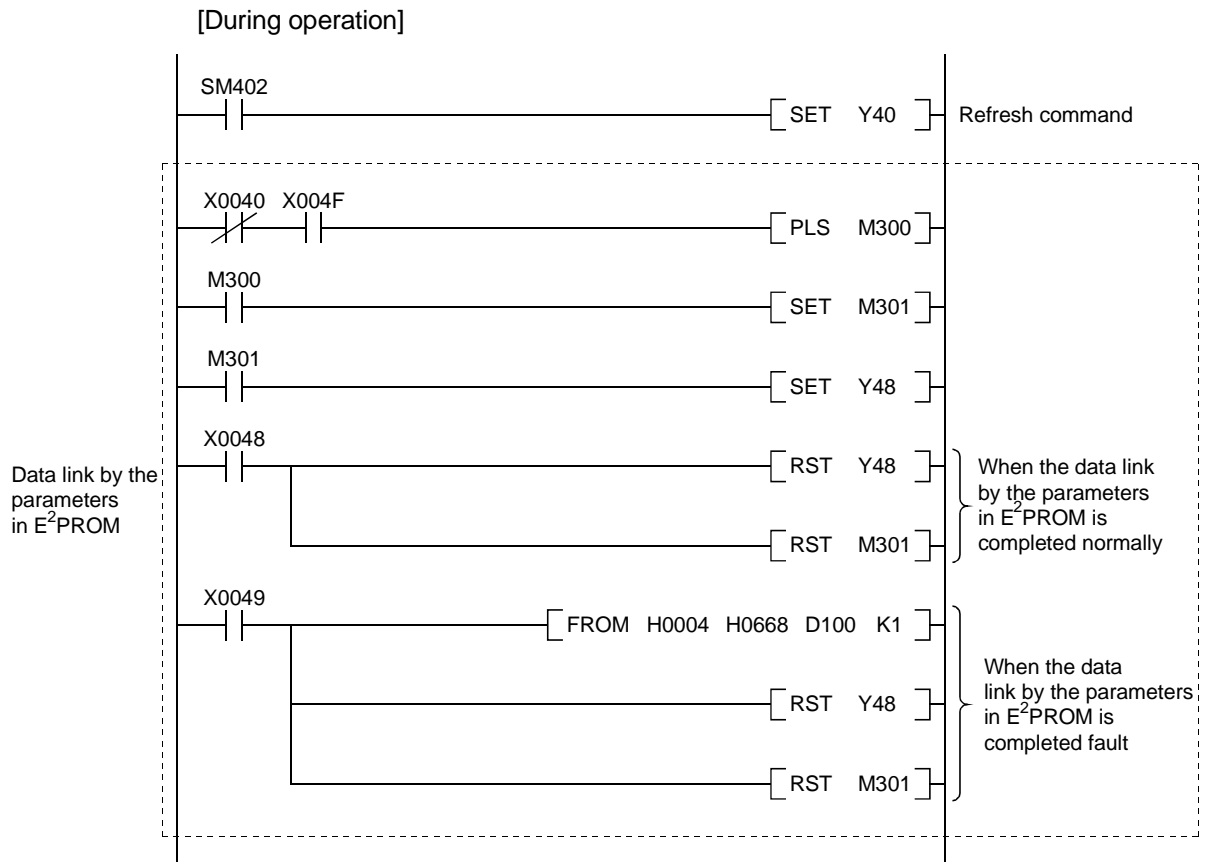 [During operation]
SM402
SET Y40
Refresh command
X0040 X004F
PLS M300
M300
SET M301
M301
SET Y48
X0048
RST Y48
RST M301
When the data link
by the parameters
in E²PROM is
completed normally
Data link by the
parameters
in E²PROM
X0049
FROM H0004 H0668 D100 K1
RST Y48
RST M301
When the data
link by the parameters
in E²PROM is
completed fault